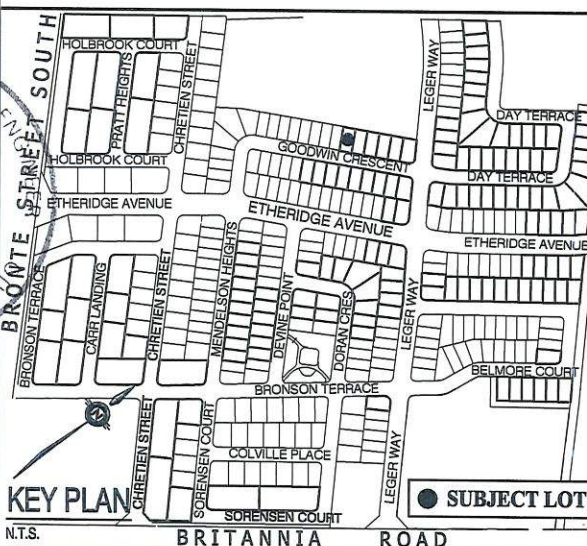 HOLBROOK COURT
BRONTE STREET SOUTH
PRATT HEIGHTS
CHRETIEN STREET
LEGER WAY
DAY TERRACE
GOODWIN CRESCENT
HOLBROOK COURT
DAY TERRACE
ETHERIDGE AVENUE
ETHERIDGE AVENUE
ETHERIDGE AVENUE
BRONSON TERRACE
CARR LANDING
CHRETIEN STREET
MENDELSON HEIGHTS
DEVINE POINT
DORAN CRES
LEGER WAY
BELMORE COURT
BRONSON TERRACE
N
CHRETIEN STREET
SORENSEN COURT
COLVILLE PLACE
LEGER WAY
KEY PLAN
SUBJECT LOT
SORENSEN COURT
N.T.S.
BRITANNIA ROAD